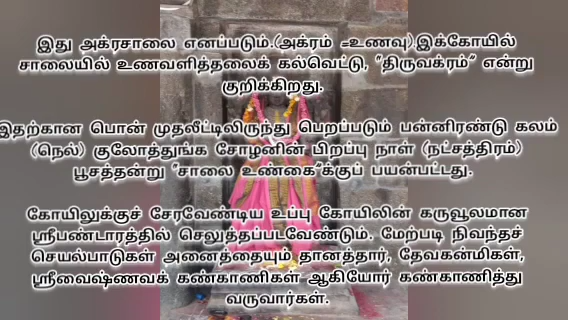 இது அக்ரசாலை எனப்படும்.(அக்ரம் =உணவு).இக்கோயில்
சாலையில் உணவளித்தலைக் கல்வெட்டு, "திருவக்ரம்" என்று
குறிக்கிறது.
இதற்கான பொன் முதலீட்டிலிருந்து பெறப்படும் பன்னிரண்டு கலம்
(நெல்) குலோத்துங்க சோழனின் பிறப்பு நாள் (நட்சத்திரம்)
பூசத்தன்று "சாலை உண்கை"க்குப் பயன்பட்டது.
கோயிலுக்குச் சேரவேண்டிய உப்பு கோயிலின் கருவூலமான
ஸ்ரீபண்டாரத்தில் செலுத்தப்படவேண்டும். மேற்படி நிவந்தச்
செயல்பாடுகள் அனைத்தையும் தானத்தார், தேவகன்மிகள்,
ஸ்ரீவைஷ்ணவக் கண்காணிகள் ஆகியோர் கண்காணித்து
வருவார்கள்.